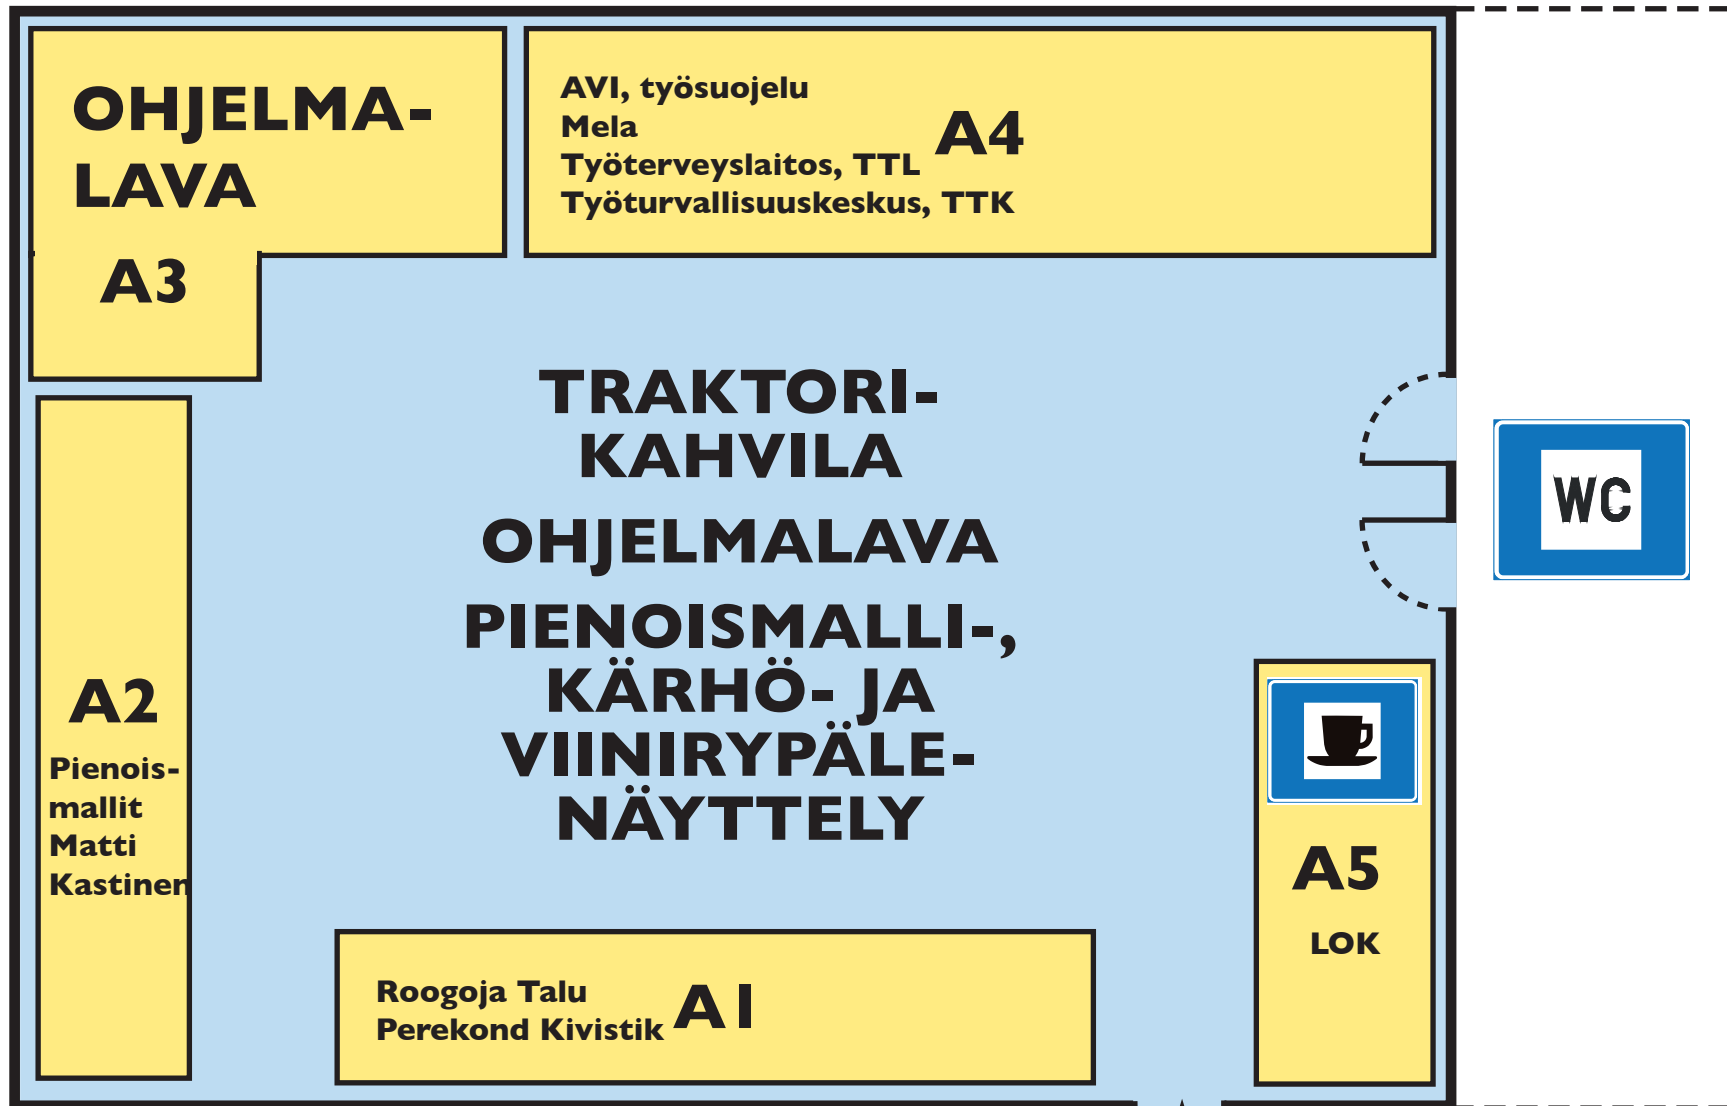 OHJELMA-
LAVA
A3
AVI, työsuojelu
Mela
Työterveyslaitos, TTL
Työturvallisuuskeskus, TTK
A4
TRAKTORI-
KAHVILA
OHJELMALAVA
PIENOISMALLI-,
KÄRHÖ- JA
VIINIRYPÄLE-
NÄYTTELY
WC
A2
Pienois-
mallit
Matti
Kastinen
A5
LOK
Roogoja Talu
Perekond Kivistik
A1